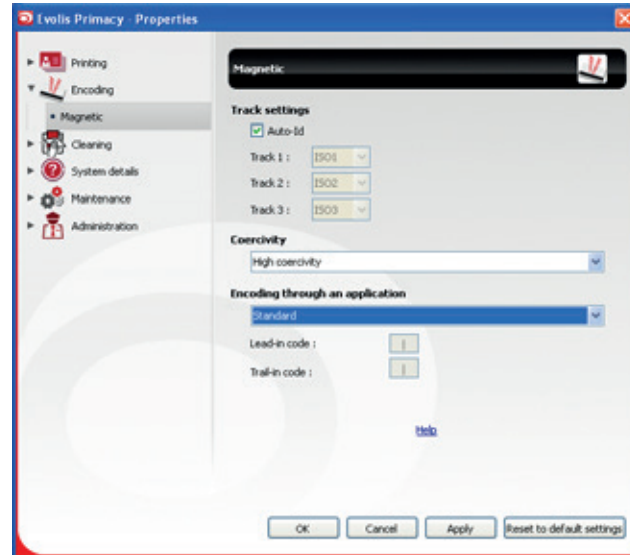 Evolis Primacy - Properties
Printing
Encoding
Magnetic
Cleaning
System details
Maintenance
Administration
Magnetic
Track settings
Auto-Id
Track 1 : ISO1
Track 2 : ISO2
Track 3 : ISO3
Coercivity
High coercivity
Encoding through an application
Standard
Lead-in code : |
Trail-in code : |
Help
OK Cancel Apply Reset to default settings